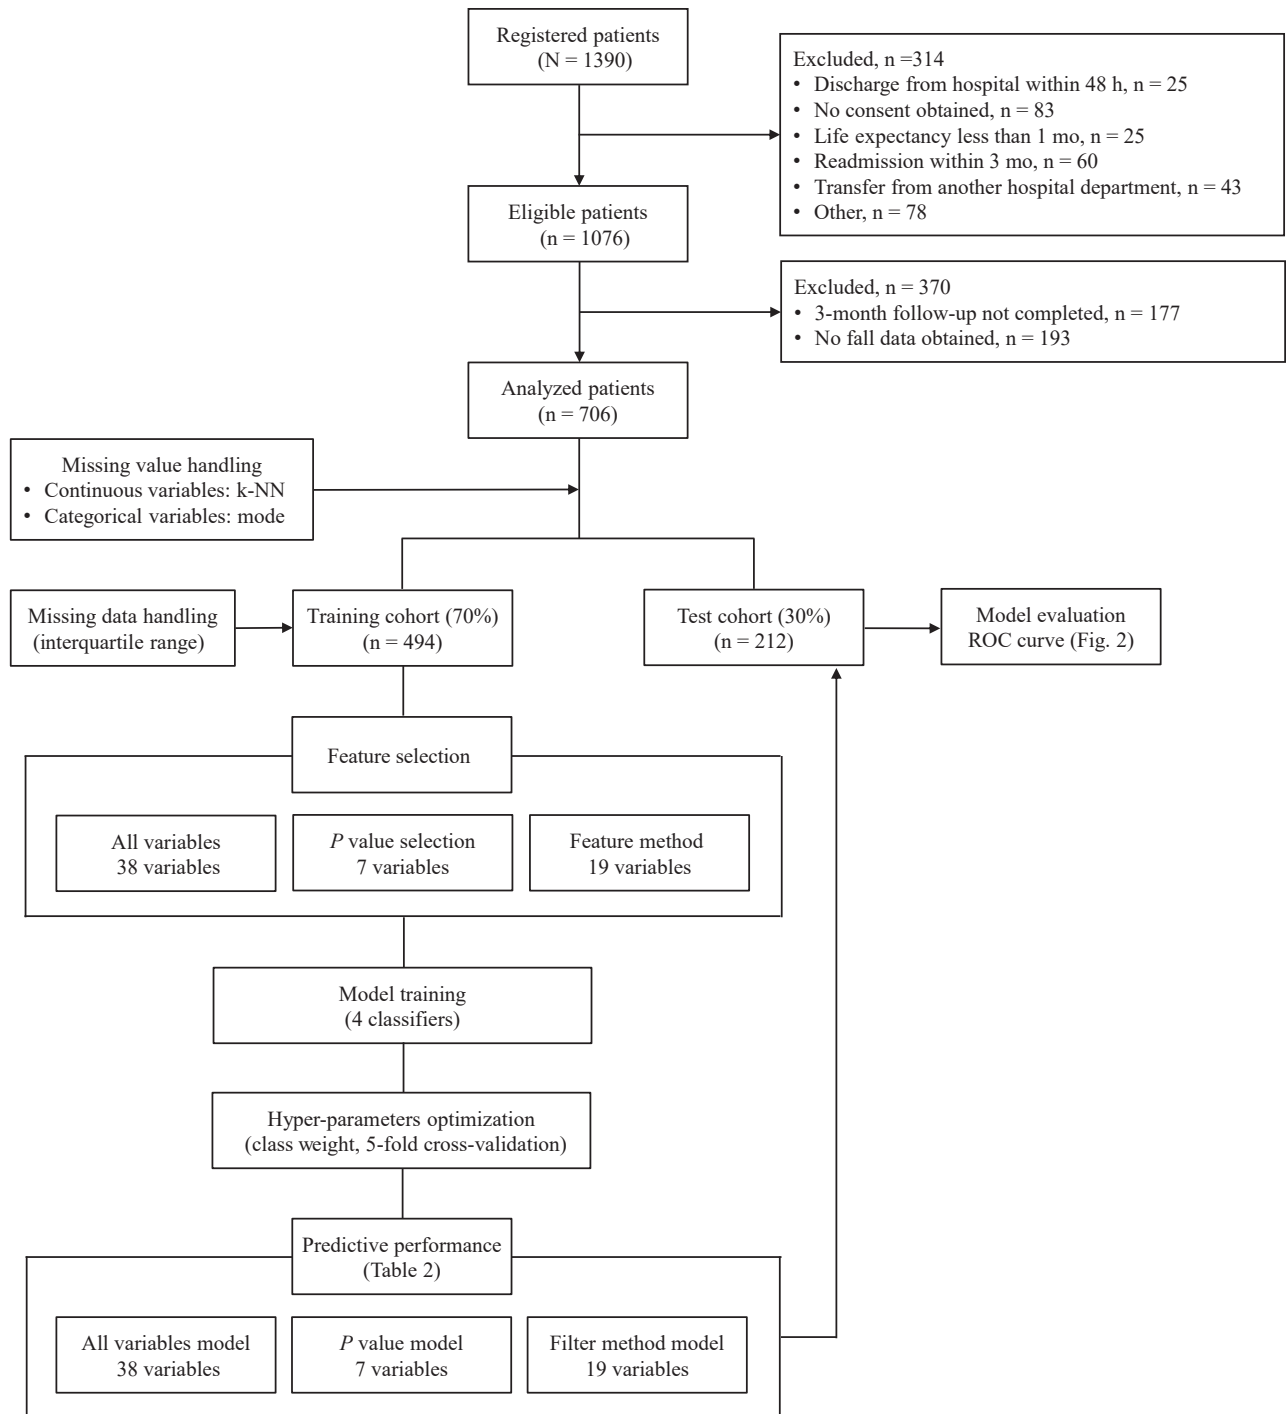 Registered patients
(N = 1390)
Excluded, n =314
• Discharge from hospital within 48 h, n = 25
• No consent obtained, n = 83
• Life expectancy less than 1 mo, n = 25
• Readmission within 3 mo, n = 60
• Transfer from another hospital department, n = 43
• Other, n = 78
Eligible patients
(n = 1076)
Excluded, n = 370
• 3-month follow-up not completed, n = 177
• No fall data obtained, n = 193
Analyzed patients
(n = 706)
Missing value handling
• Continuous variables: k-NN
• Categorical variables: mode
Missing data handling
(interquartile range)
Training cohort (70%)
(n = 494)
Test cohort (30%)
(n = 212)
Model evaluation
ROC curve (Fig. 2)
Feature selection
All variables
38 variables
P value selection
7 variables
Feature method
19 variables
Model training
(4 classifiers)
Hyper-parameters optimization
(class weight, 5-fold cross-validation)
Predictive performance
(Table 2)
All variables model
38 variables
P value model
7 variables
Filter method model
19 variables